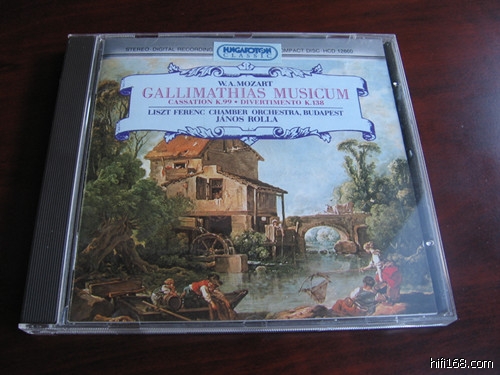 STEREO DIGITAL RECORDING
HUNGAROTON
CLASSIC
COMPACT DISC HCD
W.A. MOZART
GALLIMATHIAS MUSICUM
CASSATION K.99 • DIVERTIMENTO K.138
LISZT FERENC CHAMBER ORCHESTRA, BUDAPEST
JÁNOS ROLLA
hifi168.com